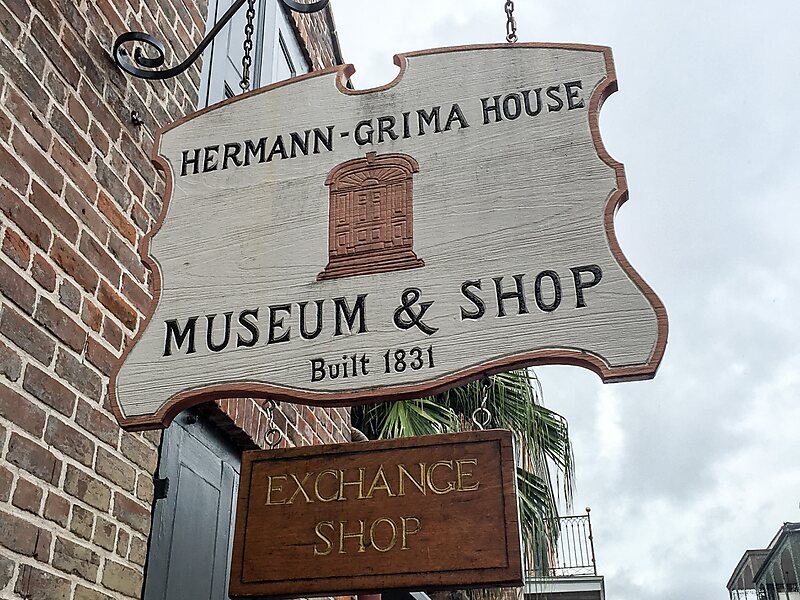 HERMANN-GRIMA HOUSE
MUSEUM & SHOP
Built 1831
EXCHANGE
SHOP